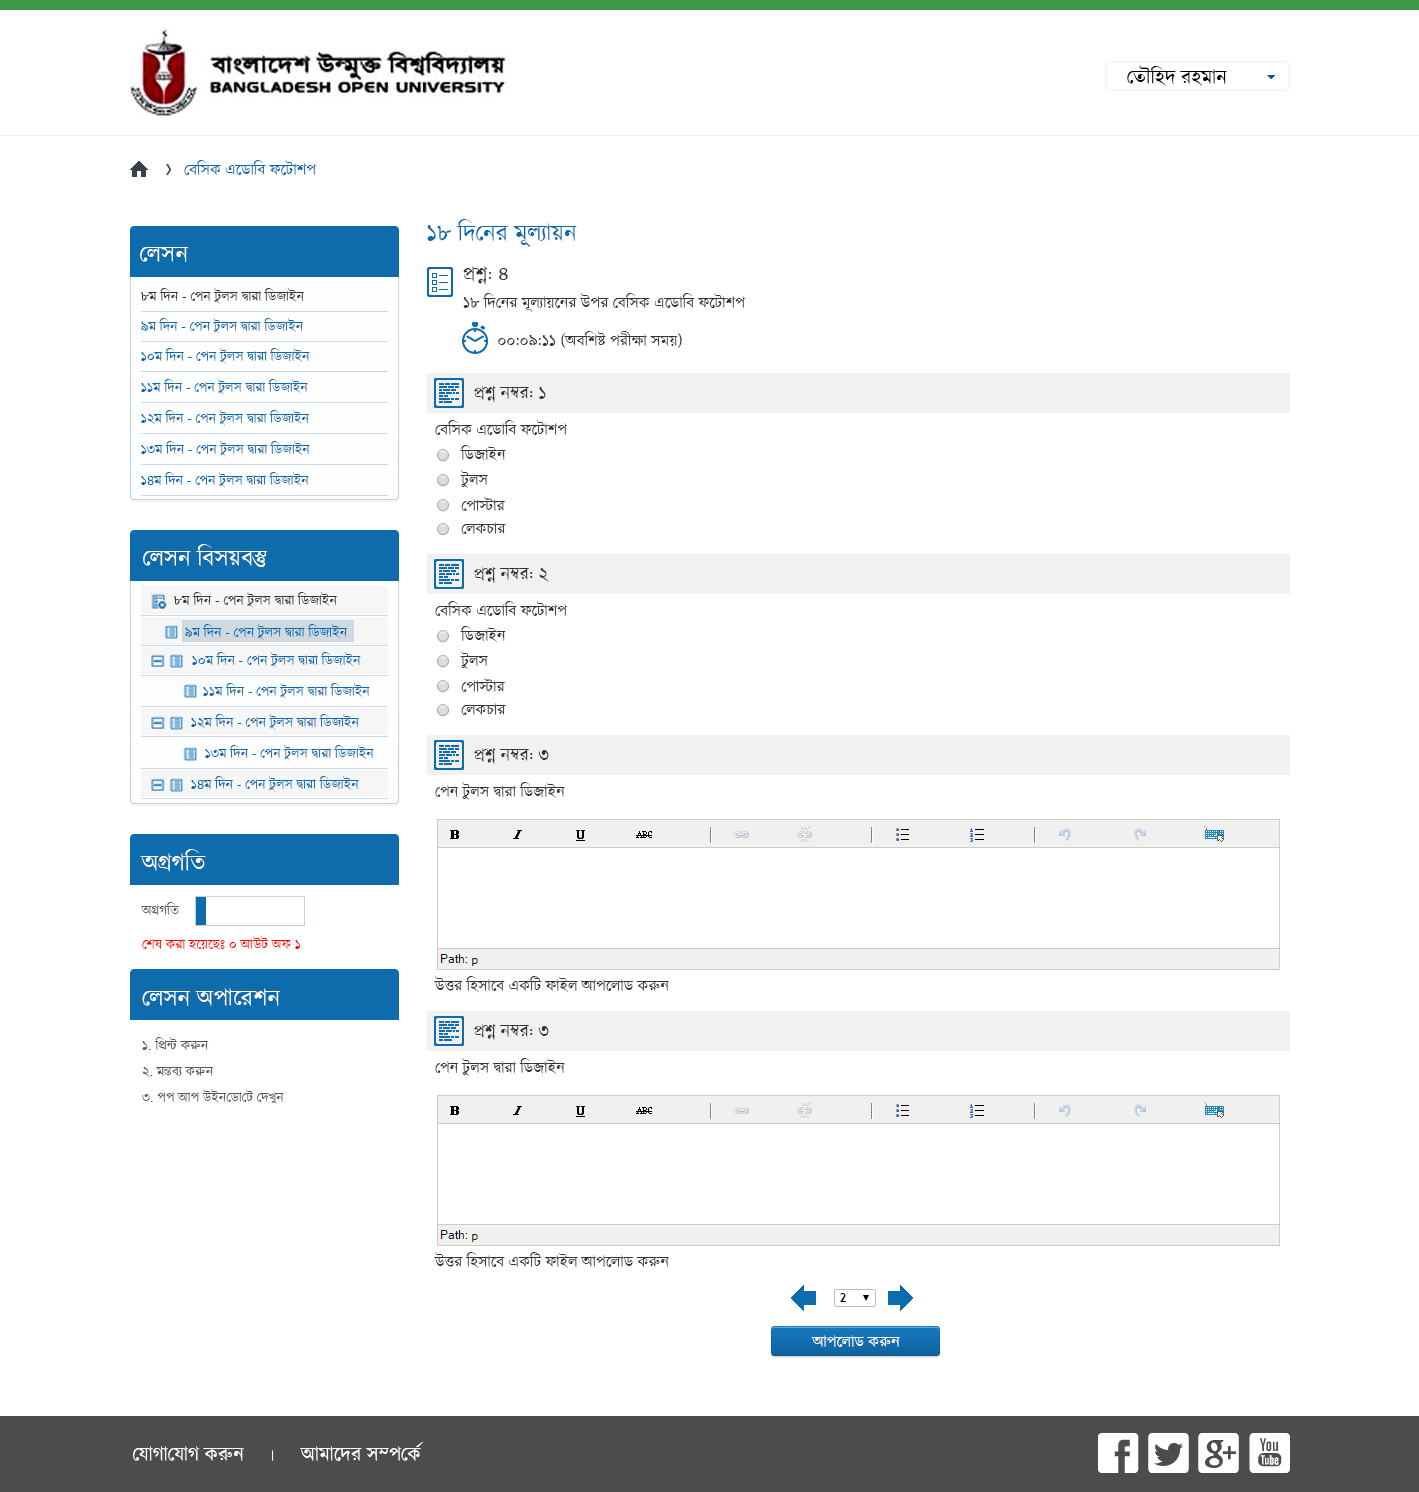 বাংলাদেশ উন্মুক্ত বিশ্ববিদ্যালয়
BANGLADESH OPEN UNIVERSITY
তৌহিদ রহমান
বেসিক এডোবি ফটোশপ
লেসন
৮ম দিন - পেন টুলস দ্বারা ডিজাইন
৯ম দিন - পেন টুলস দ্বারা ডিজাইন
১০ম দিন - পেন টুলস দ্বারা ডিজাইন
১১ম দিন - পেন টুলস দ্বারা ডিজাইন
১২ম দিন - পেন টুলস দ্বারা ডিজাইন
১৩ম দিন - পেন টুলস দ্বারা ডিজাইন
১৪ম দিন - পেন টুলস দ্বারা ডিজাইন
লেসন বিসয়বস্তু
৮ম দিন - পেন টুলস দ্বারা ডিজাইন
৯ম দিন - পেন টুলস দ্বারা ডিজাইন
১০ম দিন - পেন টুলস দ্বারা ডিজাইন
১১ম দিন - পেন টুলস দ্বারা ডিজাইন
১২ম দিন - পেন টুলস দ্বারা ডিজাইন
১৩ম দিন - পেন টুলস দ্বারা ডিজাইন
১৪ম দিন - পেন টুলস দ্বারা ডিজাইন
অগ্রগতি
অগ্রগতি
শেষ করা হয়েছেঃ ০ আউট অফ ১
লেসন অপারেশন
১. প্রিন্ট করুন
২. মন্তব্য করুন
৩. পপ আপ উইনডোটে দেখুন
১৮ দিনের মূল্যায়ন
প্রশ্ন: ৪
১৮ দিনের মূল্যায়নের উপর বেসিক এডোবি ফটোশপ
০০:০৯:১১ (অবশিষ্ট পরীক্ষা সময়)
প্রশ্ন নম্বর: ১
বেসিক এডোবি ফটোশপ
ডিজাইন
টুলস
পোস্টার
লেকচার
প্রশ্ন নম্বর: ২
বেসিক এডোবি ফটোশপ
ডিজাইন
টুলস
পোস্টার
লেকচার
প্রশ্ন নম্বর: ৩
পেন টুলস দ্বারা ডিজাইন
B I U ABC
Path: p
উত্তর হিসাবে একটি ফাইল আপলোড করুন
প্রশ্ন নম্বর: ৩
পেন টুলস দ্বারা ডিজাইন
B I U ABC
Path: p
উত্তর হিসাবে একটি ফাইল আপলোড করুন
2
আপলোড করুন
যোগাযোগ করুন | আমাদের সম্পর্কে
You Tube